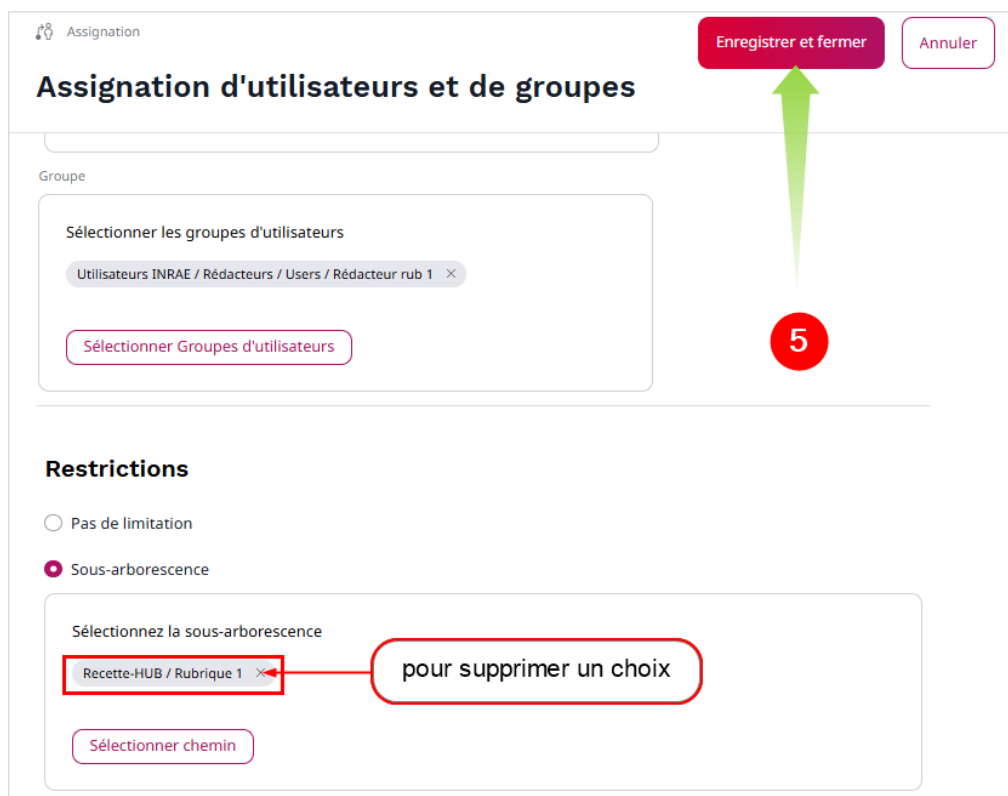 Assignation
Enregistrer et fermer
Annuler
Assignation d'utilisateurs et de groupes
Groupe
Sélectionner les groupes d'utilisateurs
Utilisateurs INRAE / Rédacteurs / Users / Rédacteur rub 1 ×
Sélectionner Groupes d'utilisateurs
5
Restrictions
Pas de limitation
Sous-arborescence
Sélectionnez la sous-arborescence
Recette-HUB / Rubrique 1 ×
pour supprimer un choix
Sélectionner chemin